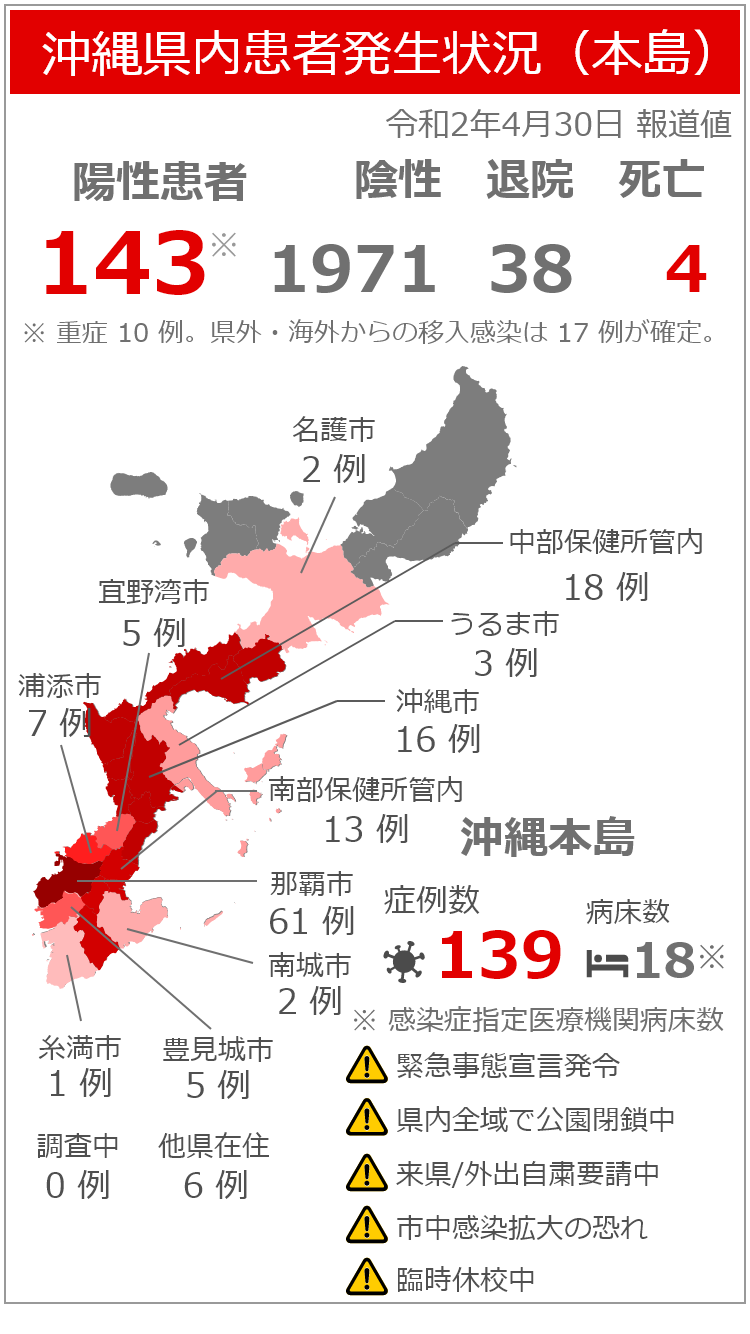 沖縄県内患者発生状況（本島）
令和2年4月30日 報道値
陽性患者 陰性 退院 死亡
143※ 1971 38 4
※ 重症 10 例。県外・海外からの移入感染は 17 例が確定。
名護市
2 例
中部保健所管内
18 例
宜野湾市
5 例
うるま市
3 例
浦添市
7 例
沖縄市
16 例
南部保健所管内
13 例
沖縄本島
那覇市
61 例
症例数
139
病床数
18※
南城市
2 例
※ 感染症指定医療機関病床数
糸満市
1 例
豊見城市
5 例
調査中
0 例
他県在住
6 例
緊急事態宣言発令
県内全域で公園閉鎖中
来県/外出自粛要請中
市中感染拡大の恐れ
臨時休校中